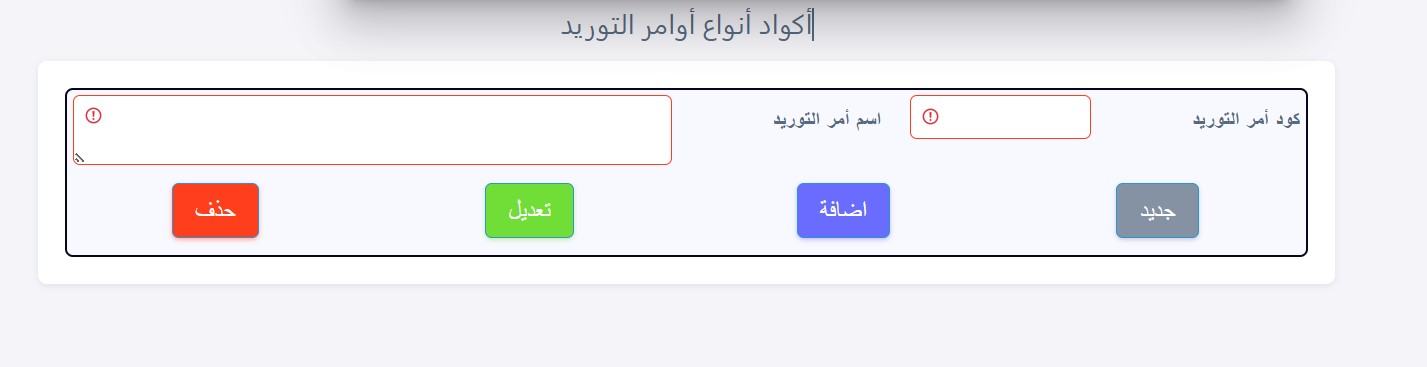 أكواد أنواع أوامر التوريد
كود أمر التوريد اسم أمر التوريد
جديد اضافة تعديل حذف